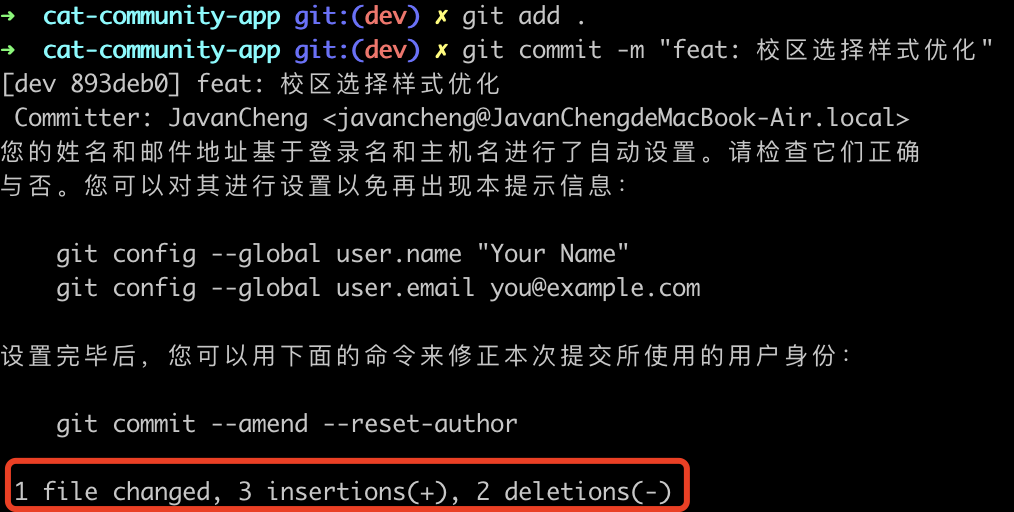 ➜  cat-community-app git:(dev) ✗ git add .
➜  cat-community-app git:(dev) ✗ git commit -m "feat: 校区选择样式优化"
[dev 893deb0] feat: 校区选择样式优化
 Committer: JavanCheng <javancheng@JavanChengdeMacBook-Air.local>
您的姓名和邮件地址基于登录名和主机名进行了自动设置。请检查它们正确
与否。您可以对其进行设置以免再出现本提示信息：
    git config --global user.name "Your Name"
    git config --global user.email you@example.com
设置完毕后，您可以用下面的命令来修正本次提交所使用的用户身份：
    git commit --amend --reset-author
 1 file changed, 3 insertions(+), 2 deletions(-)